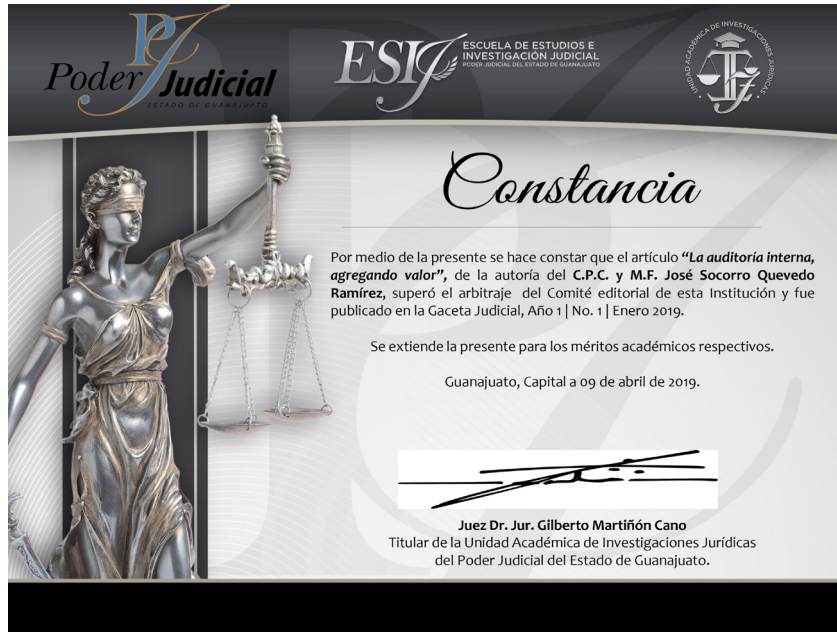 Poder Judicial
ESTADO DE GUANAJUATO
ESIJ
ESCUELA DE ESTUDIOS E
INVESTIGACIÓN JUDICIAL
PODER JUDICIAL DEL ESTADO DE GUANAJUATO
UNIDAD ACADÉMICA DE INVESTIGACIONES JURÍDICAS
Constancia
Por medio de la presente se hace constar que el artículo “La auditoría interna,
agregando valor”, de la autoría del C.P.C. y M.F. José Socorro Quevedo
Ramírez, superó el arbitraje del Comité editorial de esta Institución y fue
publicado en la Gaceta Judicial, Año 1 | No. 1 | Enero 2019.
Se extiende la presente para los méritos académicos respectivos.
Guanajuato, Capital a 09 de abril de 2019.
Juez Dr. Jur. Gilberto Martiñón Cano
Titular de la Unidad Académica de Investigaciones Jurídicas
del Poder Judicial del Estado de Guanajuato.